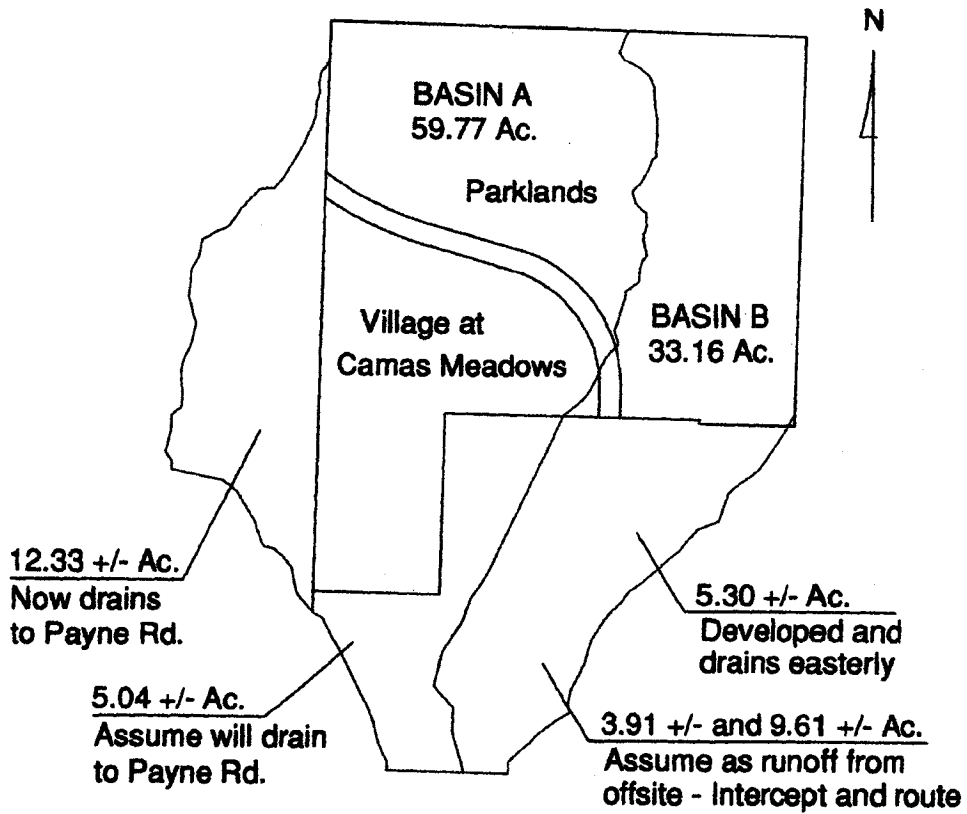 N
BASIN A
59.77 Ac.
Parklands
Village at
Camas Meadows
BASIN B
33.16 Ac.
12.33 +/- Ac.
Now drains
to Payne Rd.
5.04 +/- Ac.
Assume will drain
to Payne Rd.
5.30 +/- Ac.
Developed and
drains easterly
3.91 +/- and 9.61 +/- Ac.
Assume as runoff from
offsite - Intercept and route